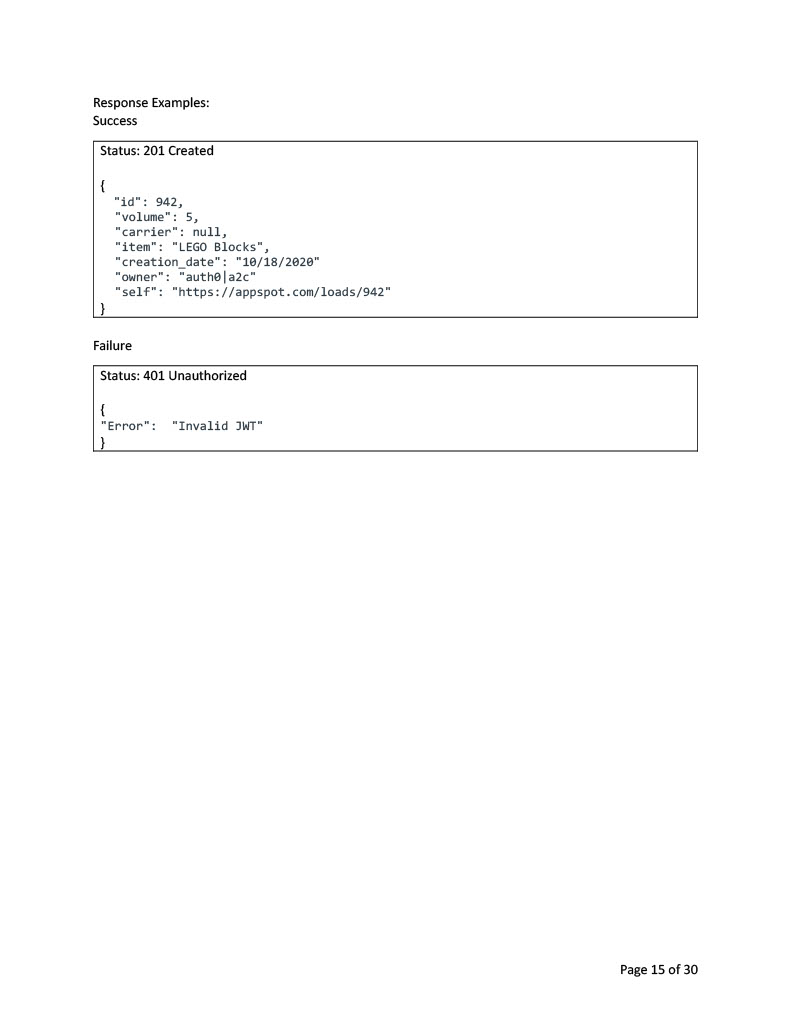 Response Examples:
Success
Status: 201 Created
{
"id": 942,
"volume": 5,
"carrier": null,
"item": "LEGO Blocks",
"creation_date": "10/18/2020"
"owner": "auth0|a2c"
"self": "https://appspot.com/loads/942"
}
Failure
Status: 401 Unauthorized
{
"Error":  "Invalid JWT"
}
Page 15 of 30